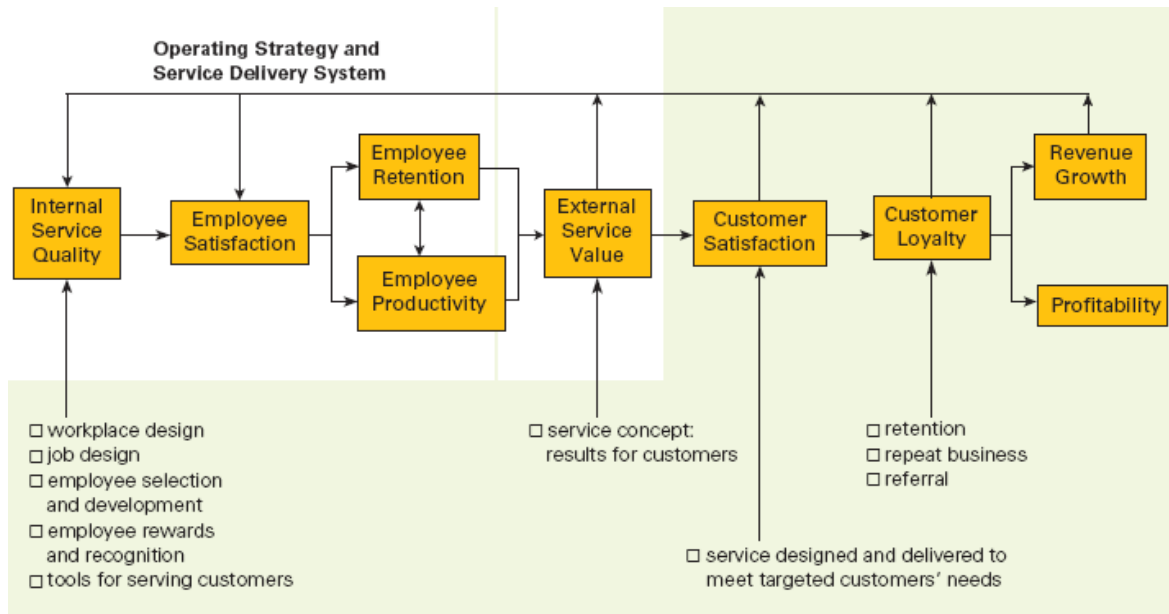 Operating Strategy and
Service Delivery System
Employee
Retention
Revenue
Growth
Internal
Service
Quality
Employee
Satisfaction
External
Service
Value
Customer
Satisfaction
Customer
Loyalty
Employee
Productivity
Profitability
□ workplace design
□ job design
□ employee selection
and development
□ employee rewards
and recognition
□ tools for serving customers
□ service concept:
results for customers
□ retention
□ repeat business
□ referral
□ service designed and delivered to
meet targeted customers' needs